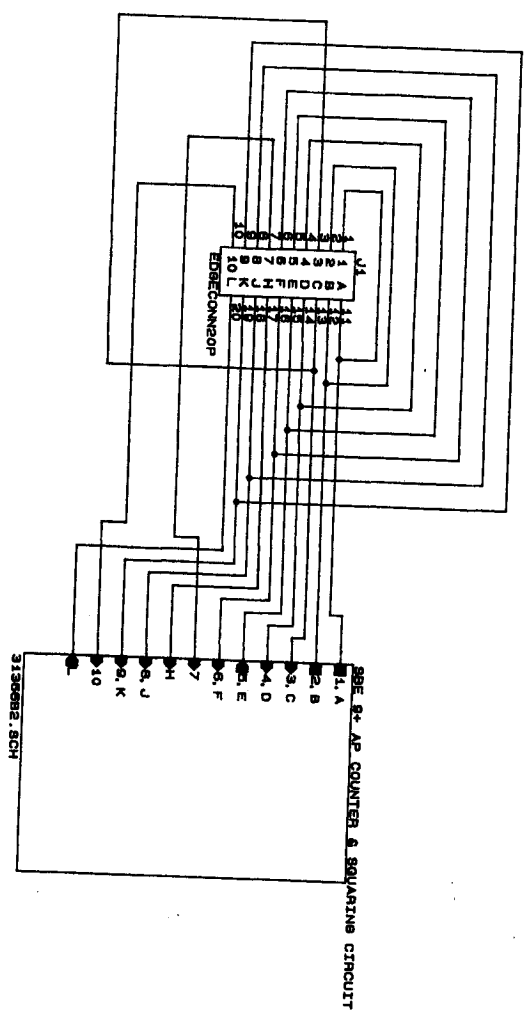 J1
1 1 A 11
2 2 B 12
3 3 C 13
4 4 D 14
5 5 E 15
6 6 F 16
7 7 H 17
8 8 J 18
9 9 K 19
10 10 L 20
EDGECONN20P
SBE 9+ AP COUNTER & SQUARING CIRCUIT
1,A
2,B
3,C
4,D
5,E
6,F
7
H
8,J
9,K
10
L
31366B2.SCH